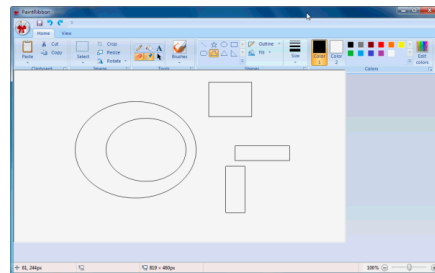 PaintRibbon
Home View
Paste
Cut
Copy
Clipboard
Select
Crop
Resize
Rotate
Image
Tools
Brushes
Shapes
Outline
Fill
Size
Color 1
Color 2
Colors
Edit colors
61, 244px
819 × 460px
100%